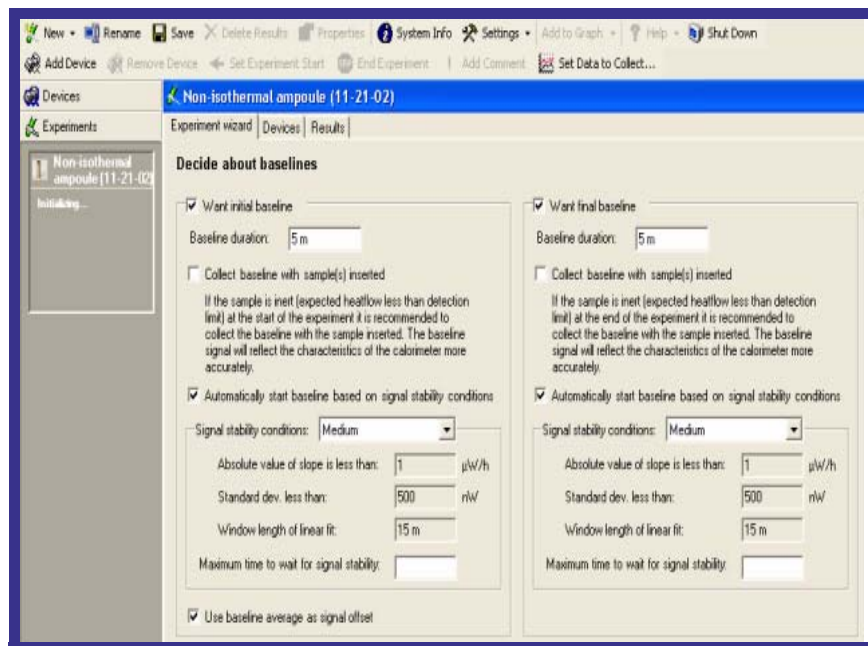 New Rename Save Delete Results Properties System Info Settings Add to Graph Help Shut Down
Add Device Remove Device Set Experiment Start End Experiment Add Comment Set Data to Collect...
Devices
Experiments
Non-isothermal
ampoule (11-21-02)
Initializing...
Non-isothermal ampoule (11-21-02)
Experiment wizard Devices Results
Decide about baselines
Want initial baseline
Baseline duration: 5 m
Collect baseline with sample(s) inserted
If the sample is inert (expected heatflow less than detection
limit) at the start of the experiment it is recommended to
collect the baseline with the sample inserted. The baseline
signal will reflect the characteristics of the calorimeter more
accurately.
Automatically start baseline based on signal stability conditions
Signal stability conditions: Medium
Absolute value of slope is less than: 1 µW/h
Standard dev. less than: 500 nW
Window length of linear fit: 15 m
Maximum time to wait for signal stability:
Use baseline average as signal offset
Want final baseline
Baseline duration: 5 m
Collect baseline with sample(s) inserted
If the sample is inert (expected heatflow less than detection
limit) at the end of the experiment it is recommended to
collect the baseline with the sample inserted. The baseline
signal will reflect the characteristics of the calorimeter more
accurately.
Automatically start baseline based on signal stability conditions
Signal stability conditions: Medium
Absolute value of slope is less than: 1 µW/h
Standard dev. less than: 500 nW
Window length of linear fit: 15 m
Maximum time to wait for signal stability: